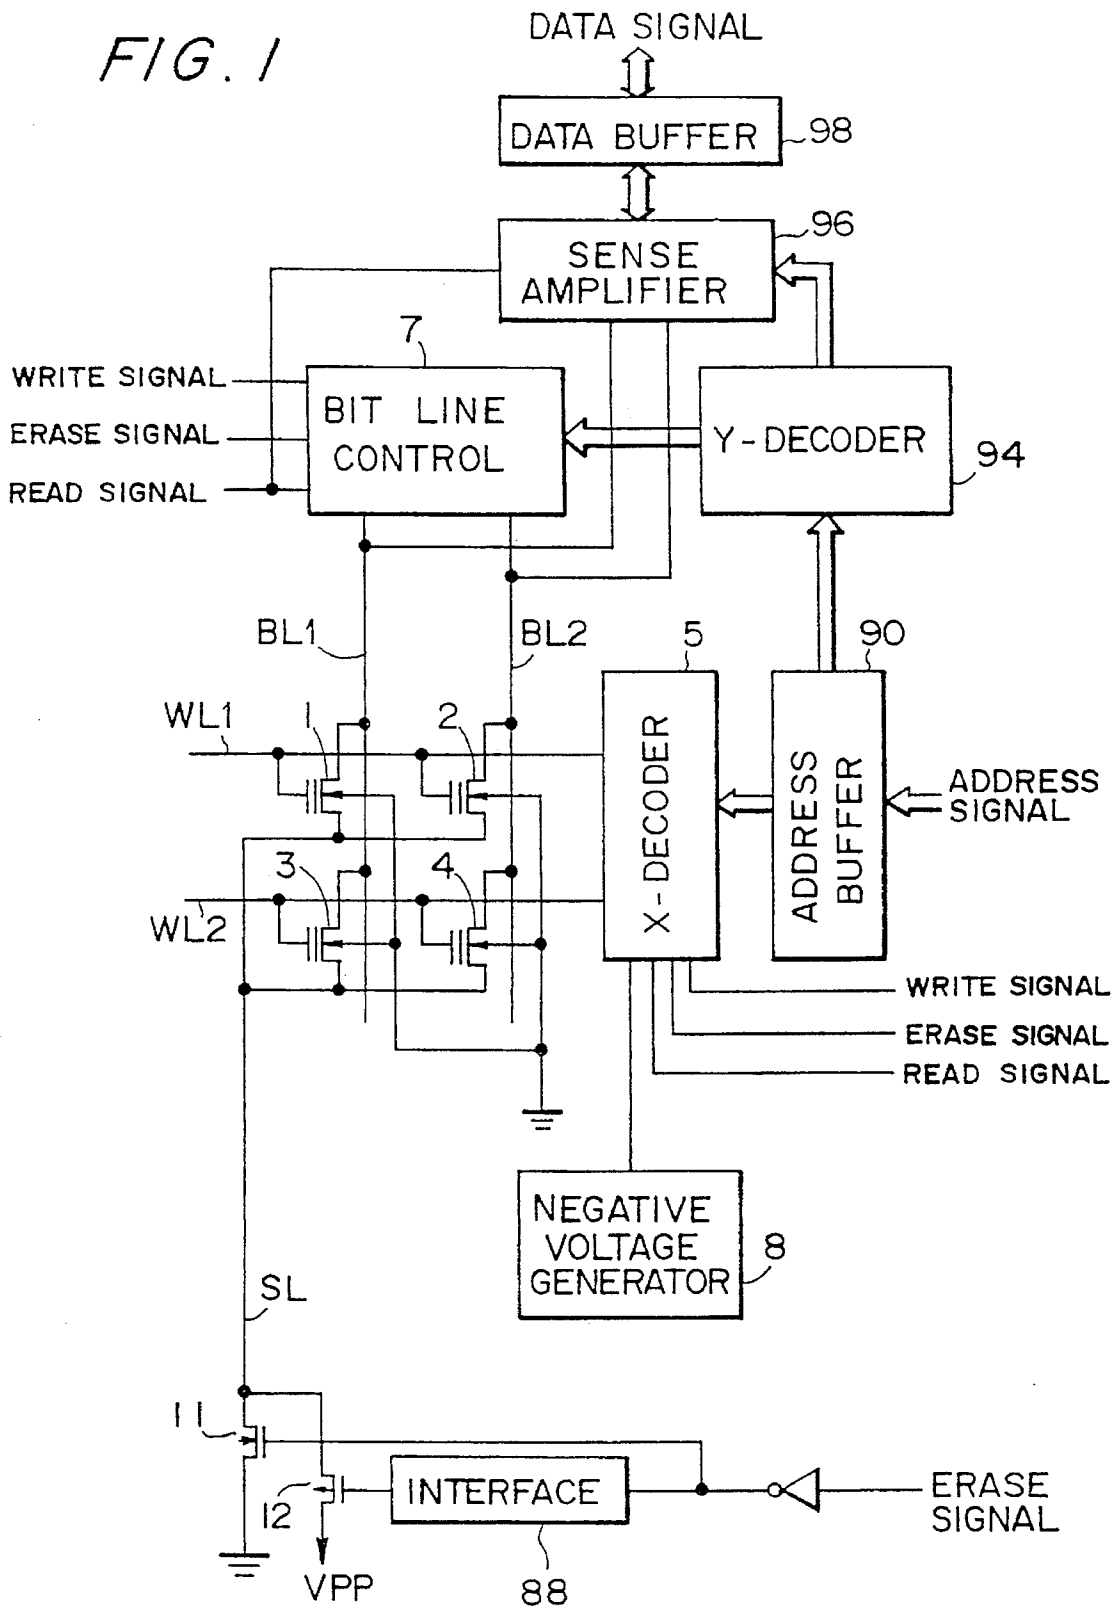 FIG. 1
DATA SIGNAL
DATA BUFFER
98
SENSE
AMPLIFIER
96
7
WRITE SIGNAL
ERASE SIGNAL
READ SIGNAL
BIT LINE
CONTROL
Y-DECODER
94
BL1
BL2
5
90
WL1
1
2
WL2
3
4
X-DECODER
ADDRESS
BUFFER
ADDRESS
SIGNAL
WRITE SIGNAL
ERASE SIGNAL
READ SIGNAL
NEGATIVE
VOLTAGE
GENERATOR
8
SL
11
12
VPP
INTERFACE
88
ERASE
SIGNAL